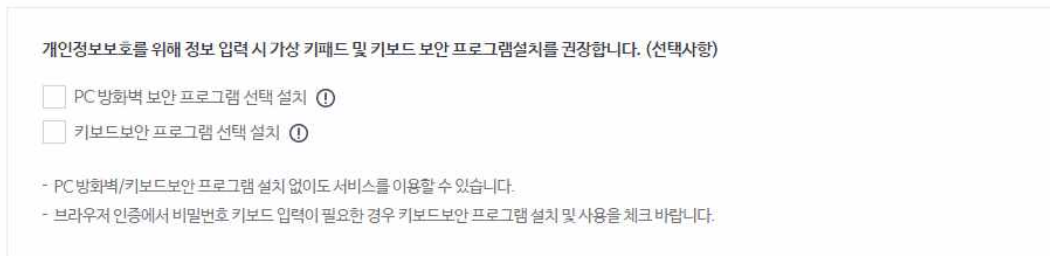 개인정보보호를 위해 정보 입력 시 가상 키패드 및 키보드 보안 프로그램설치를 권장합니다. (선택사항)
PC 방화벽 보안 프로그램 선택 설치
키보드보안 프로그램 선택 설치
- PC 방화벽/키보드보안 프로그램 설치 없이도 서비스를 이용할 수 있습니다.
- 브라우저 인증에서 비밀번호 키보드 입력이 필요한 경우 키보드보안 프로그램 설치 및 사용을 체크 바랍니다.